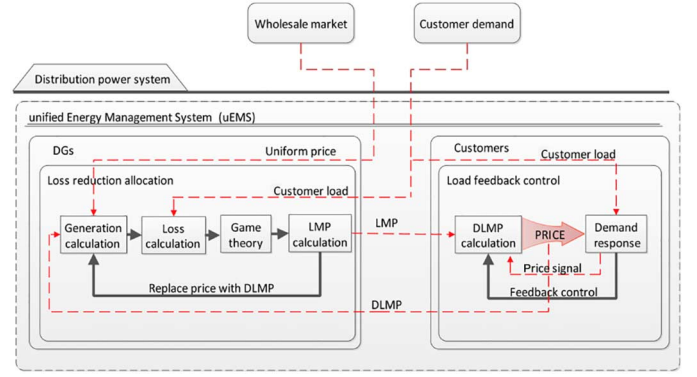 Wholesale market
Customer demand
Distribution power system
unified Energy Management System (uEMS)
DGs
Uniform price
Customers
Customer load
Loss reduction allocation
Customer load
Load feedback control
Generation
calculation
Loss
calculation
Game
theory
LMP
calculation
LMP
DLMP
calculation
PRICE
Demand
response
Price signal
Replace price with DLMP
Feedback control
DLMP